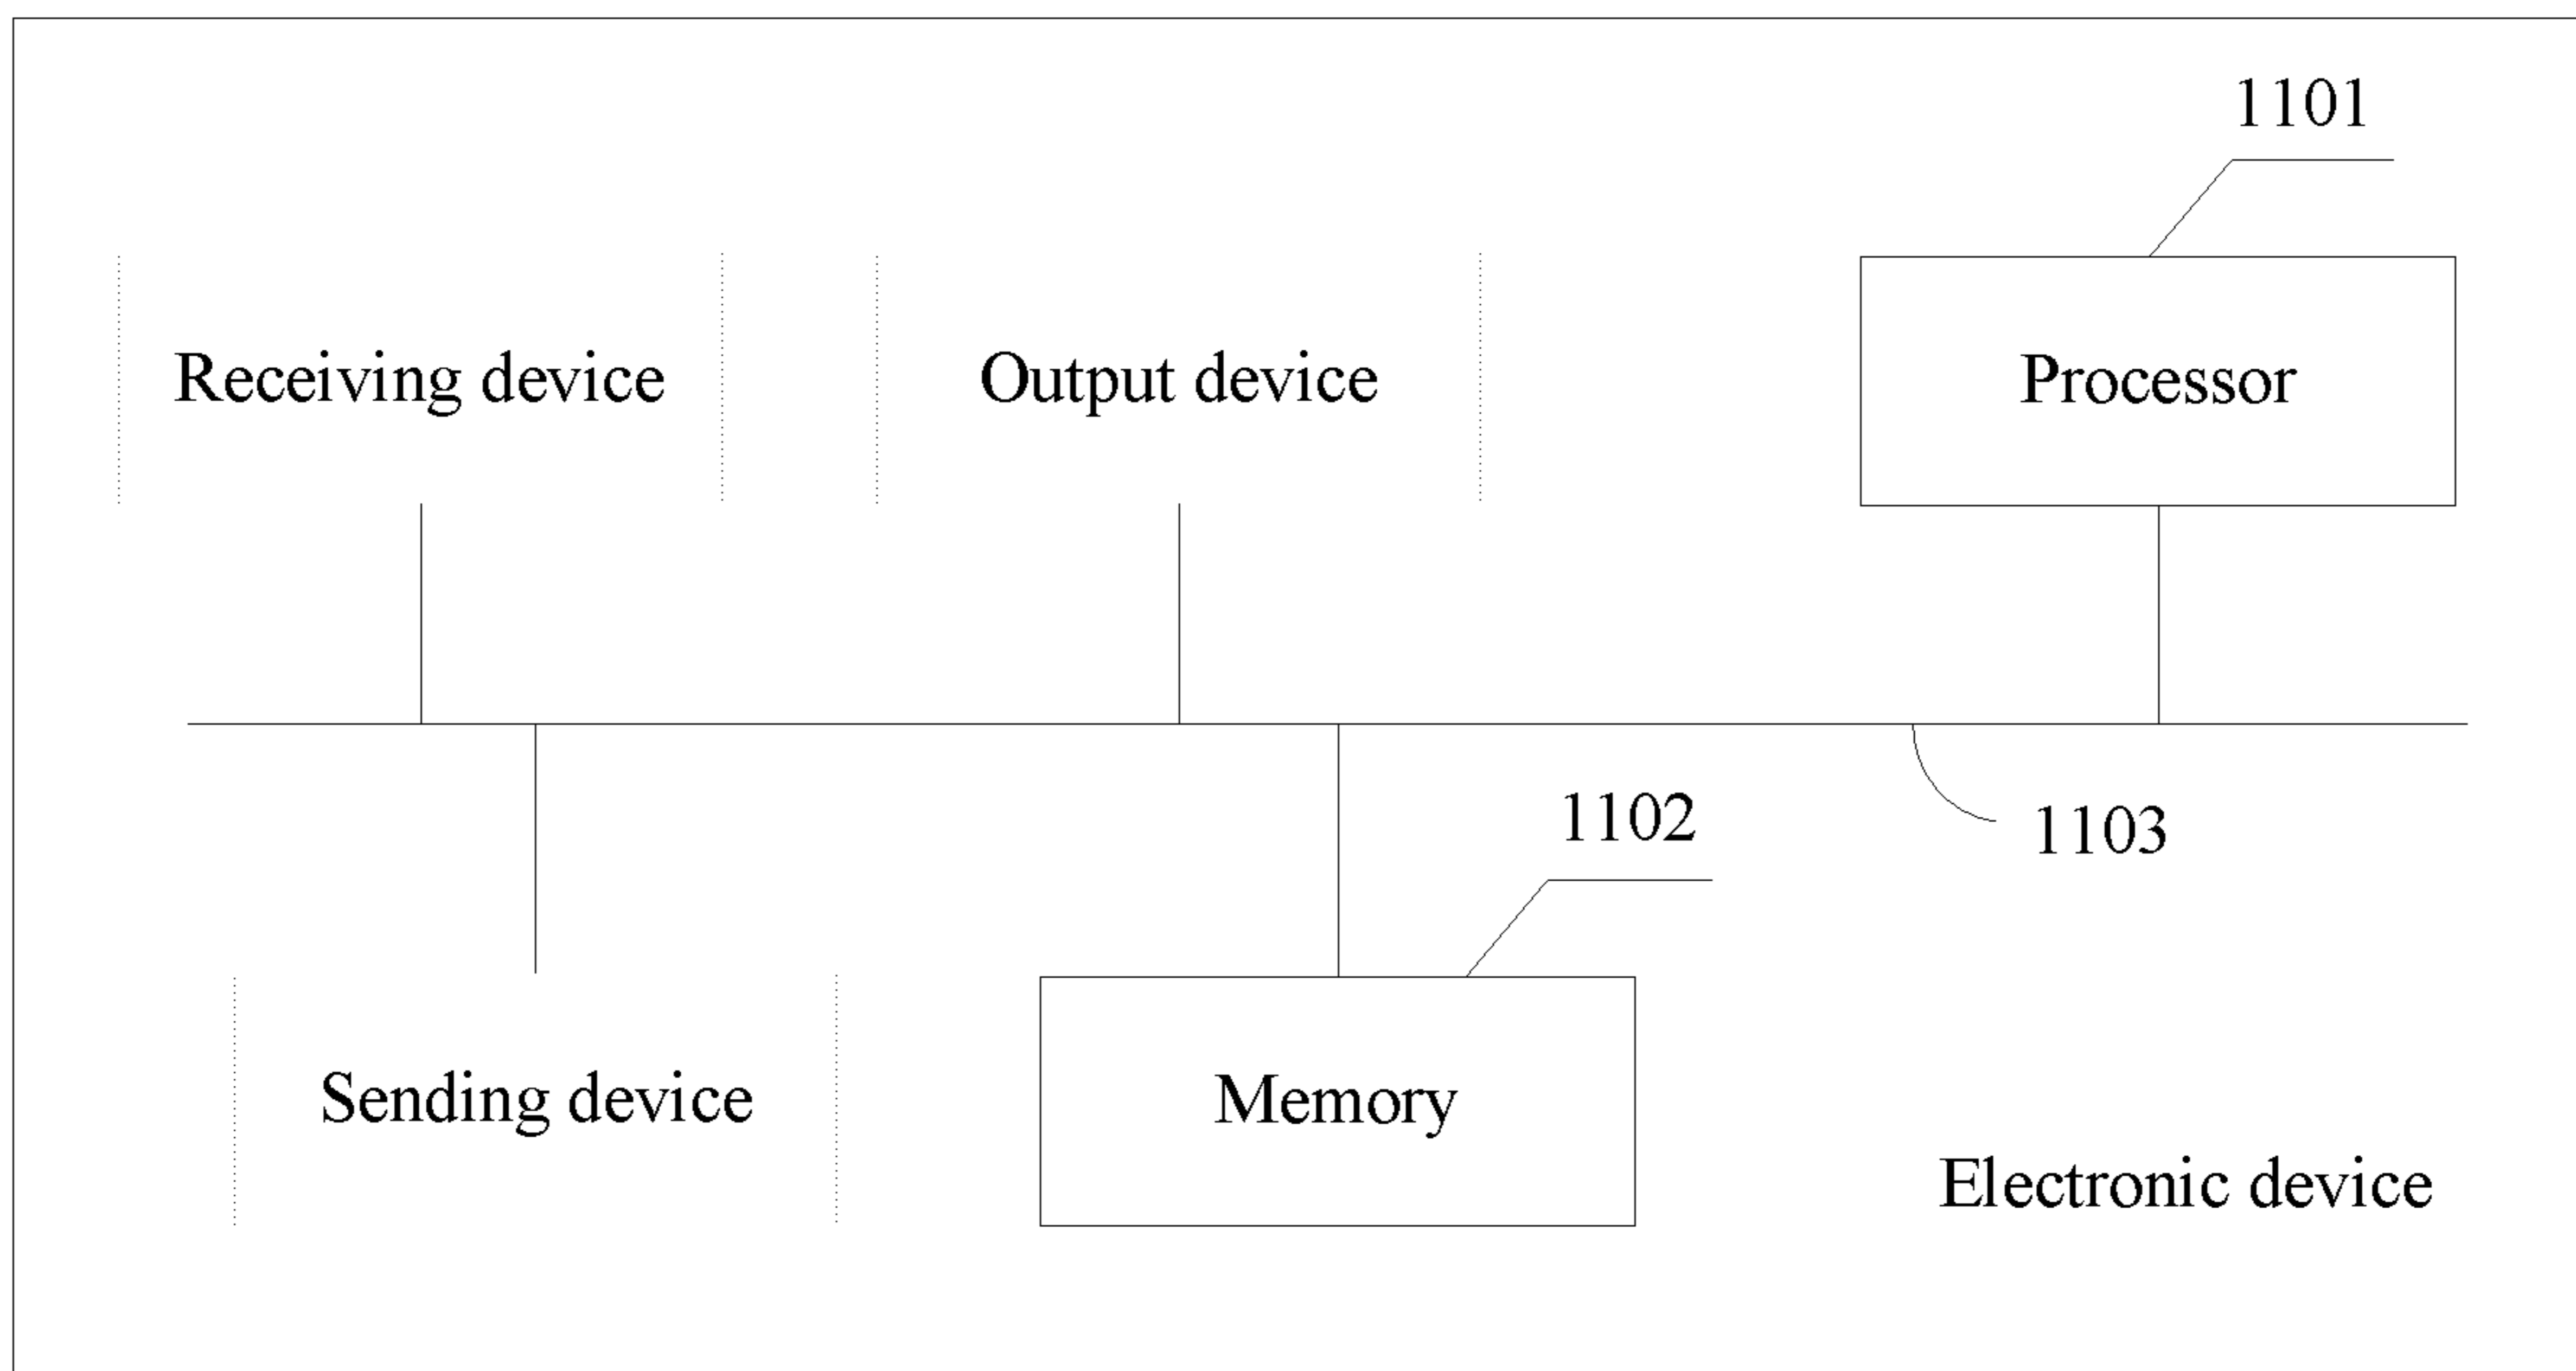 1101
Receiving device
Output device
Processor
1102
1103
Sending device
Memory
Electronic device